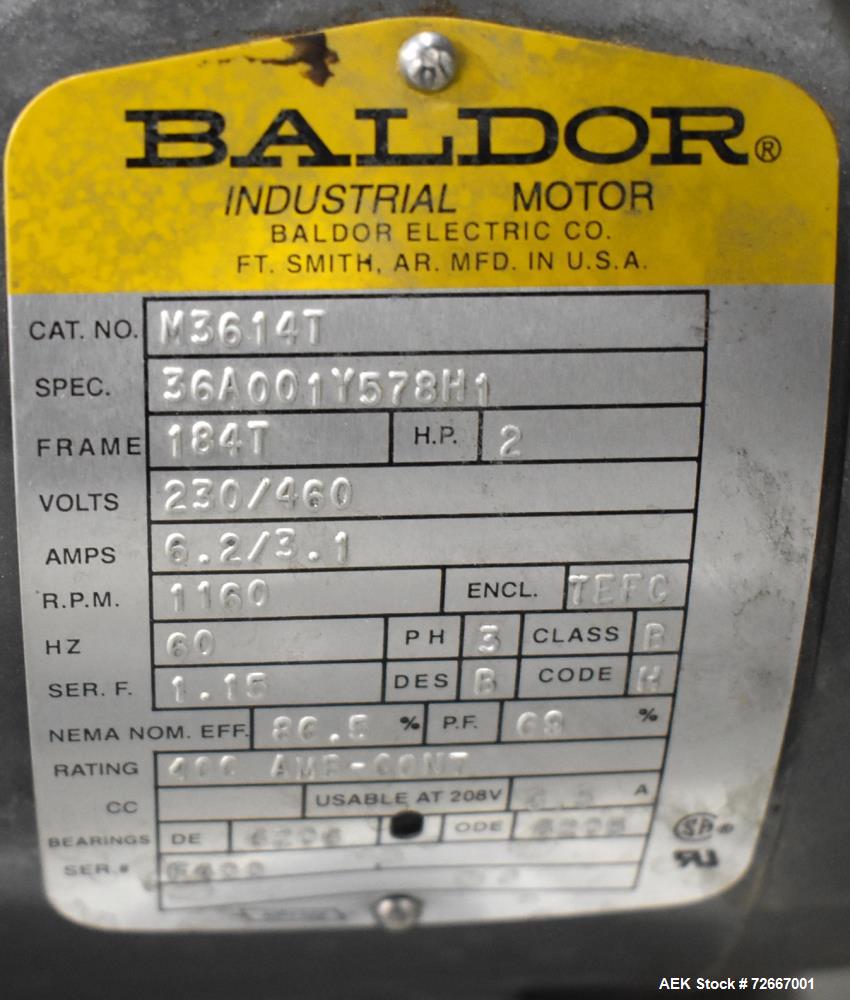 BALDOR®
INDUSTRIAL MOTOR
BALDOR ELECTRIC CO.
FT. SMITH, AR. MFD. IN U.S.A.
CAT. NO. M3614T
SPEC. 36A001Y578H1
FRAME 184T H.P. 2
VOLTS 230/460
AMPS 6.2/3.1
R.P.M. 1160 ENCL. TEFC
HZ 60 PH 3 CLASS B
SER. F. 1.15 DES B CODE H
NEMA NOM. EFF. 86.5 % P.F. 68 %
RATING 40C AMB-CONT
CC USABLE AT 208V A
BEARINGS DE 6206 ODE 6205
SER.#
AEK Stock # 72667001